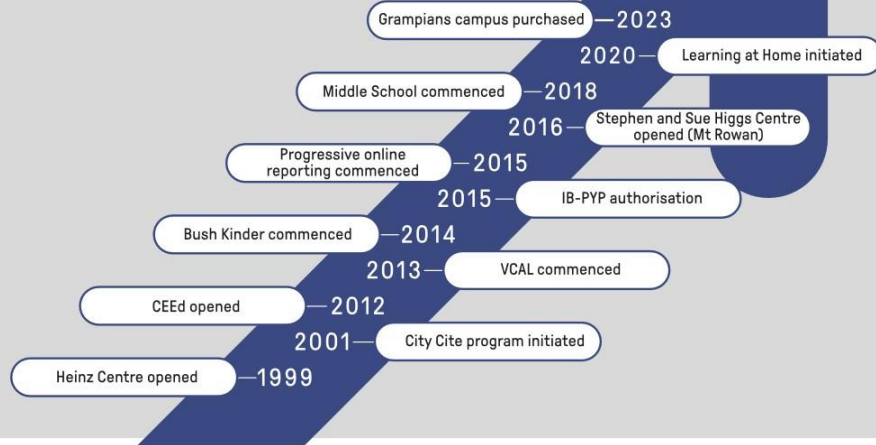 Grampians campus purchased — 2023
2020 — Learning at Home initiated
Middle School commenced — 2018
2016 — Stephen and Sue Higgs Centre
opened (Mt Rowan)
Progressive online
reporting commenced — 2015
2015 — IB-PYP authorisation
Bush Kinder commenced — 2014
2013 — VCAL commenced
CEEd opened — 2012
2001 — City Cite program initiated
Heinz Centre opened — 1999